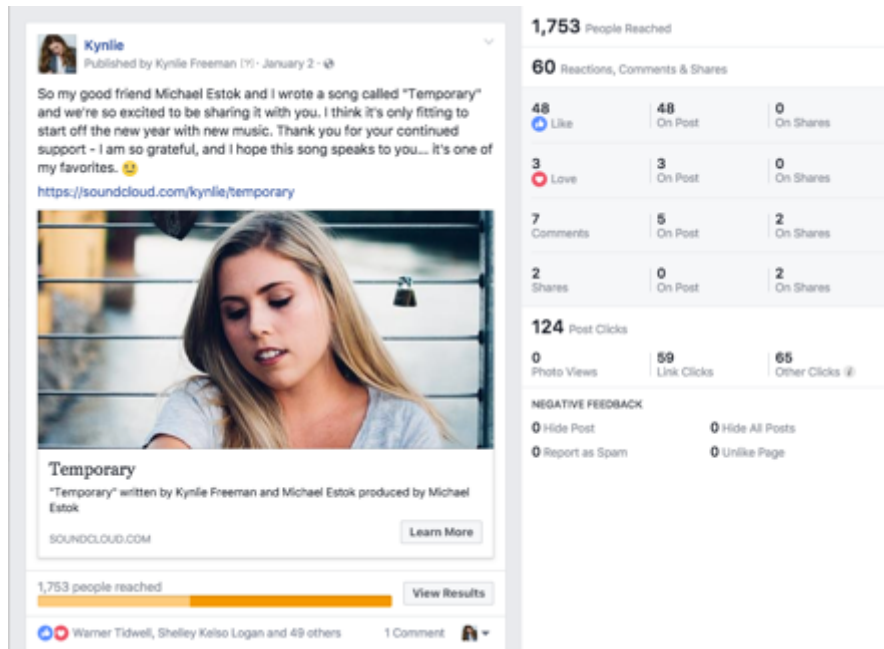 Kynlie
Published by Kynlie Freeman [?] · January 2 ·
So my good friend Michael Estok and I wrote a song called "Temporary"
and we're so excited to be sharing it with you. I think it's only fitting to
start off the new year with new music. Thank you for your continued
support - I am so grateful, and I hope this song speaks to you... it's one of
my favorites. 😉
https://soundcloud.com/kynlie/temporary
Temporary
"Temporary" written by Kynlie Freeman and Michael Estok produced by Michael
Estok
SOUNDCLOUD.COM
Learn More
1,753 people reached
View Results
Warner Tidwell, Shelley Kelso Logan and 49 others
1 Comment
1,753 People Reached
60 Reactions, Comments & Shares
48 48 0
Like On Post On Shares
3 3 0
Love On Post On Shares
7 5 2
Comments On Post On Shares
2 0 2
Shares On Post On Shares
124 Post Clicks
0 59 65
Photo Views Link Clicks Other Clicks i
NEGATIVE FEEDBACK
0 Hide Post 0 Hide All Posts
0 Report as Spam 0 Unlike Page